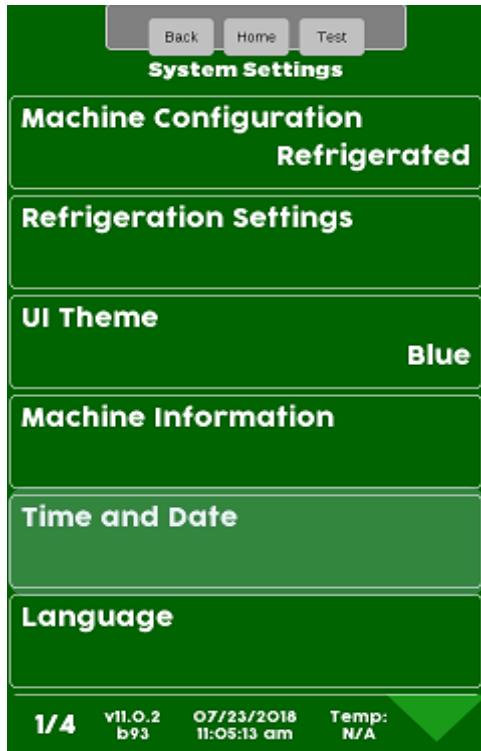 Back Home Test
System Settings
Machine Configuration
Refrigerated
Refrigeration Settings
UI Theme
Blue
Machine Information
Time and Date
Language
1/4 v11.0.2 07/23/2018 Temp:
b93 11:05:13 am N/A